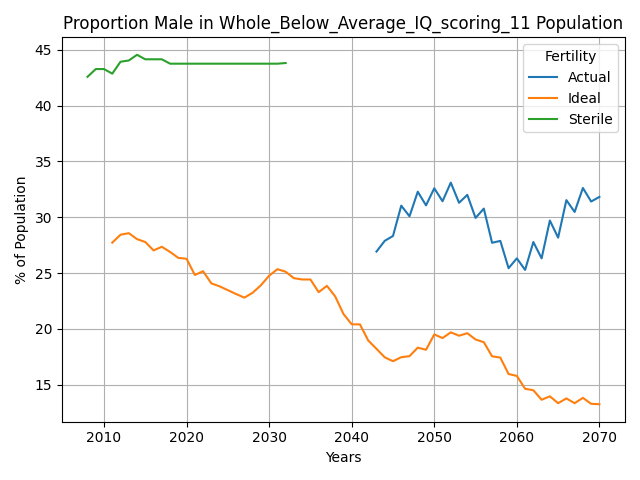 Proportion Male in Whole_Below_Average_IQ_scoring_11 Population
% of Population
45
40
35
30
25
20
15
Fertility
Actual
Ideal
Sterile
2010 2020 2030 2040 2050 2060 2070
Years